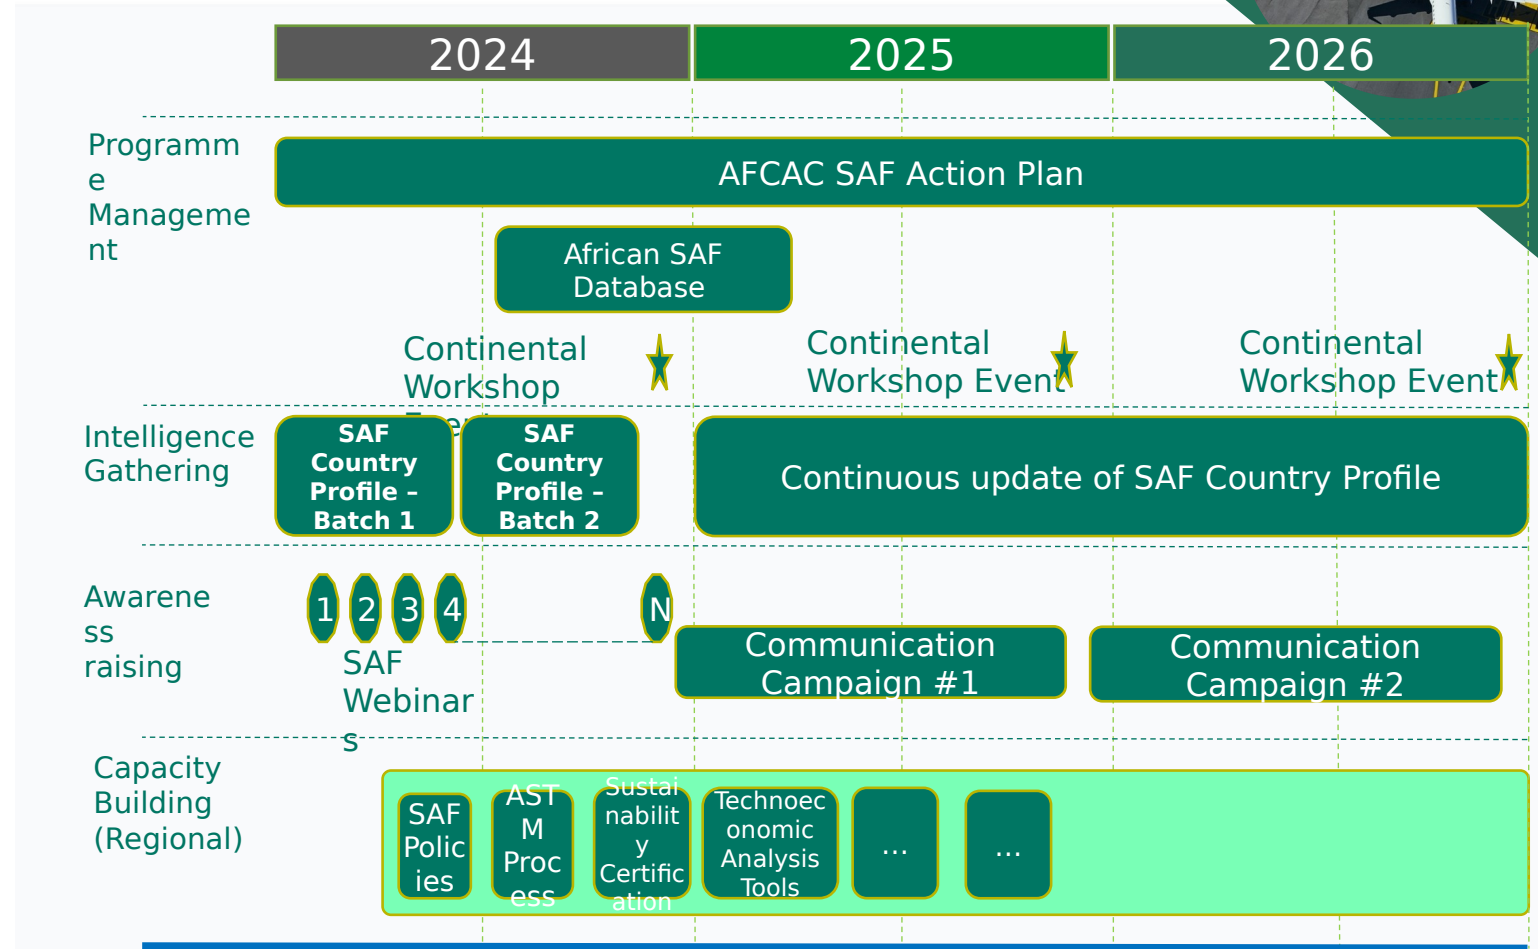 2024
2025
2026
Programm
e
Manageme
nt
AFCAC SAF Action Plan
African SAF
Database
Continental
Workshop
Continental
Workshop Event
Continental
Workshop Event
Intelligence
Gathering
SAF
Country
Profile –
Batch 1
SAF
Country
Profile –
Batch 2
Continuous update of SAF Country Profile
Awarene
ss
raising
1
2
3
4
N
SAF
Webinar
s
Communication
Campaign #1
Communication
Campaign #2
Capacity
Building
(Regional)
SAF
Polic
ies
AST
M
Proc
ess
Sustai
nabilit
y
Certific
ation
Technoec
onomic
Analysis
Tools
...
...